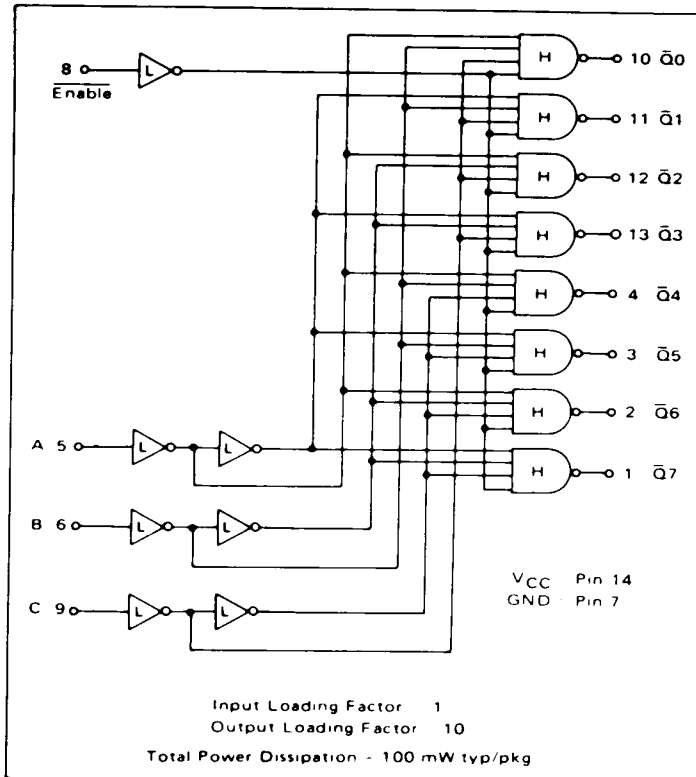 8
Enable
L
H 10 Q̄0
H 11 Q̄1
H 12 Q̄2
H 13 Q̄3
H 4 Q̄4
H 3 Q̄5
H 2 Q̄6
A 5 L L
H 1 Q̄7
B 6 L L
VCC Pin 14
GND Pin 7
C 9 L L
Input Loading Factor 1
Output Loading Factor 10
Total Power Dissipation - 100 mW typ/pkg